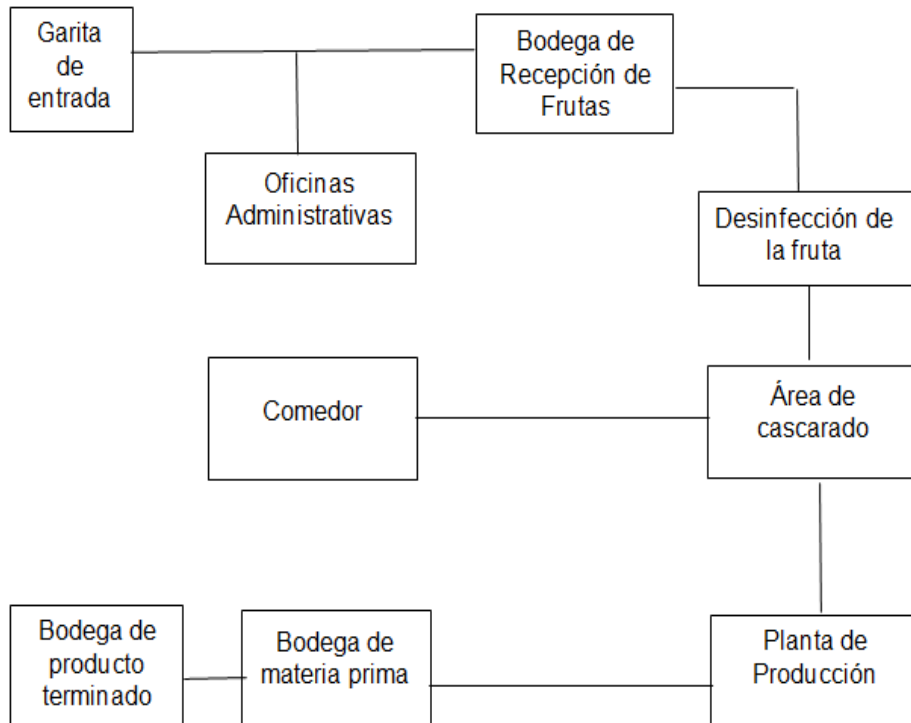 Garita
de
entrada
Bodega de
Recepción de
Frutas
Oficinas
Administrativas
Desinfección de
la fruta
Comedor
Área de
cascarado
Bodega de
producto
terminado
Bodega de
materia prima
Planta de
Producción